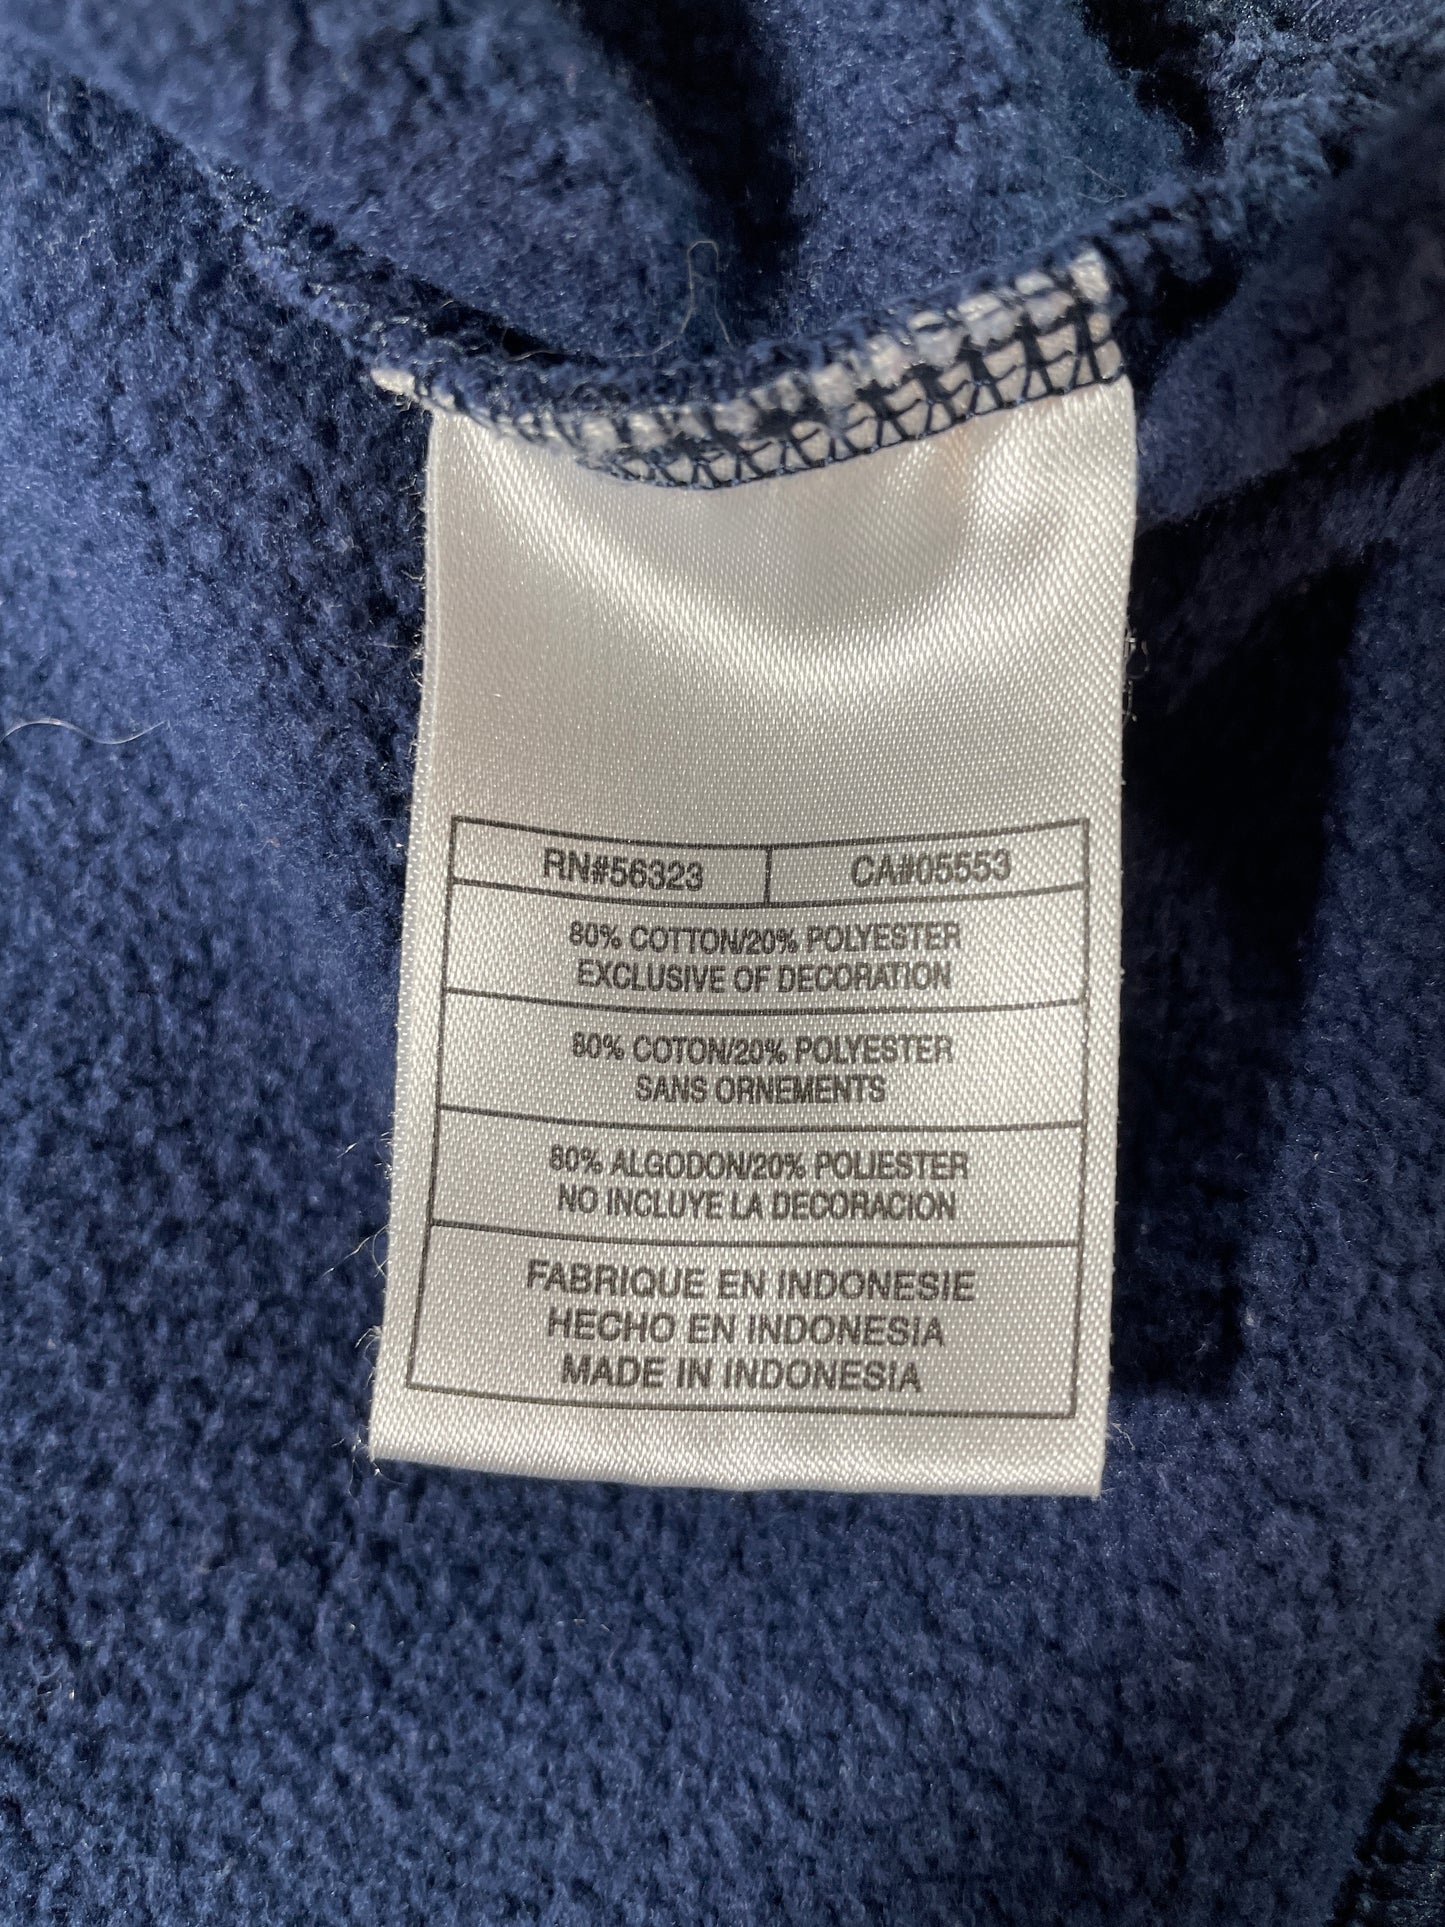 RN#56323 CA#05553
80% COTTON/20% POLYESTER
EXCLUSIVE OF DECORATION
80% COTON/20% POLYESTER
SANS ORNEMENTS
80% ALGODON/20% POLIESTER
NO INCLUYE LA DECORACION
FABRIQUE EN INDONESIE
HECHO EN INDONESIA
MADE IN INDONESIA